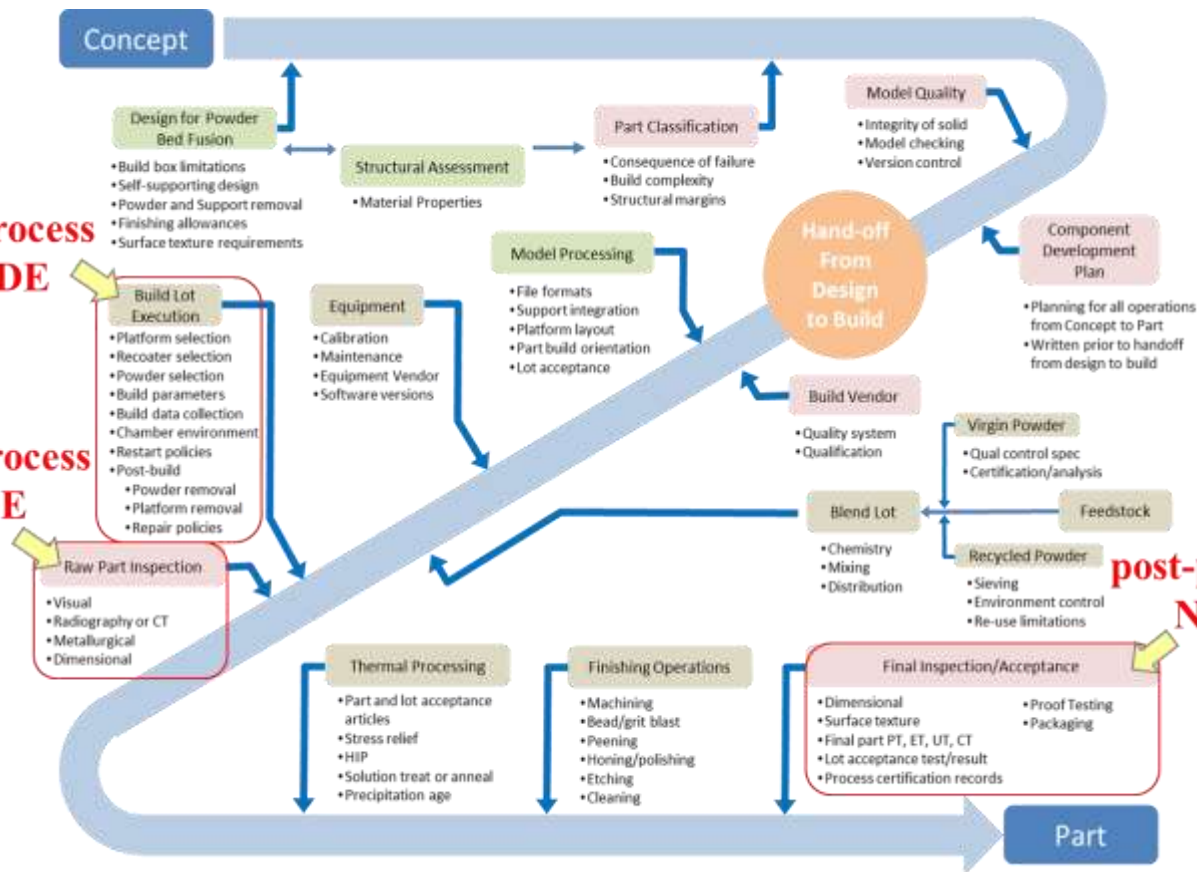 Concept
Design for Powder
Bed Fusion
•Build box limitations
•Self-supporting design
•Powder and Support removal
•Finishing allowances
•Surface texture requirements
Structural Assessment
•Material Properties
Part Classification
•Consequence of failure
•Build complexity
•Structural margins
Model Quality
•Integrity of solid
•Model checking
•Version control
Hand-off
From
Design
to Build
Component
Development
Plan
•Planning for all operations
from Concept to Part
•Written prior to handoff
from design to build
Model Processing
•File formats
•Support integration
•Platform layout
•Part build orientation
•Lot acceptance
rocess
DE
Build Lot
Execution
•Platform selection
•Recoater selection
•Powder selection
•Build parameters
•Build data collection
•Chamber environment
•Restart policies
•Post-build
•Powder removal
•Platform removal
•Repair policies
Equipment
•Calibration
•Maintenance
•Equipment Vendor
•Software versions
Build Vendor
•Quality system
•Qualification
Virgin Powder
•Qual control spec
•Certification/analysis
Blend Lot
•Chemistry
•Mixing
•Distribution
Feedstock
Recycled Powder
•Sieving
•Environment control
•Re-use limitations
rocess
E
Raw Part Inspection
•Visual
•Radiography or CT
•Metallurgical
•Dimensional
Thermal Processing
•Part and lot acceptance
articles
•Stress relief
•HIP
•Solution treat or anneal
•Precipitation age
Finishing Operations
•Machining
•Bead/grit blast
•Peening
•Honing/polishing
•Etching
•Cleaning
post-p
N
Final Inspection/Acceptance
•Dimensional
•Surface texture
•Final part PT, ET, UT, CT
•Lot acceptance test/result
•Process certification records
•Proof Testing
•Packaging
Part